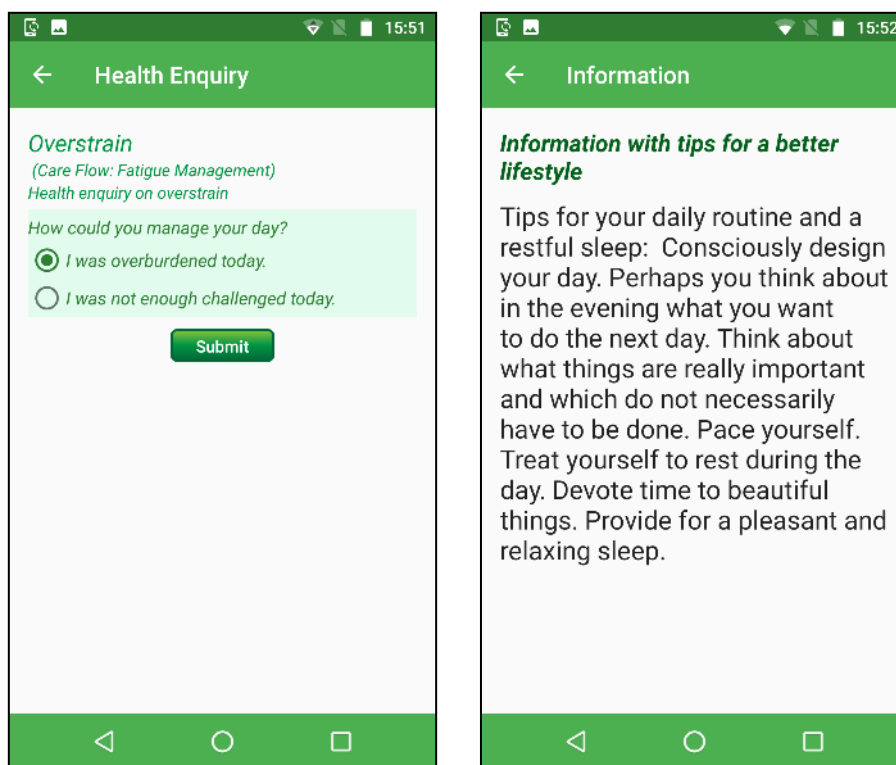 15:51
Health Enquiry
Overstrain
(Care Flow: Fatigue Management)
Health enquiry on overstrain
How could you manage your day?
I was overburdened today.
I was not enough challenged today.
Submit
15:52
Information
Information with tips for a better
lifestyle
Tips for your daily routine and a
restful sleep: Consciously design
your day. Perhaps you think about
in the evening what you want
to do the next day. Think about
what things are really important
and which do not necessarily
have to be done. Pace yourself.
Treat yourself to rest during the
day. Devote time to beautiful
things. Provide for a pleasant and
relaxing sleep.